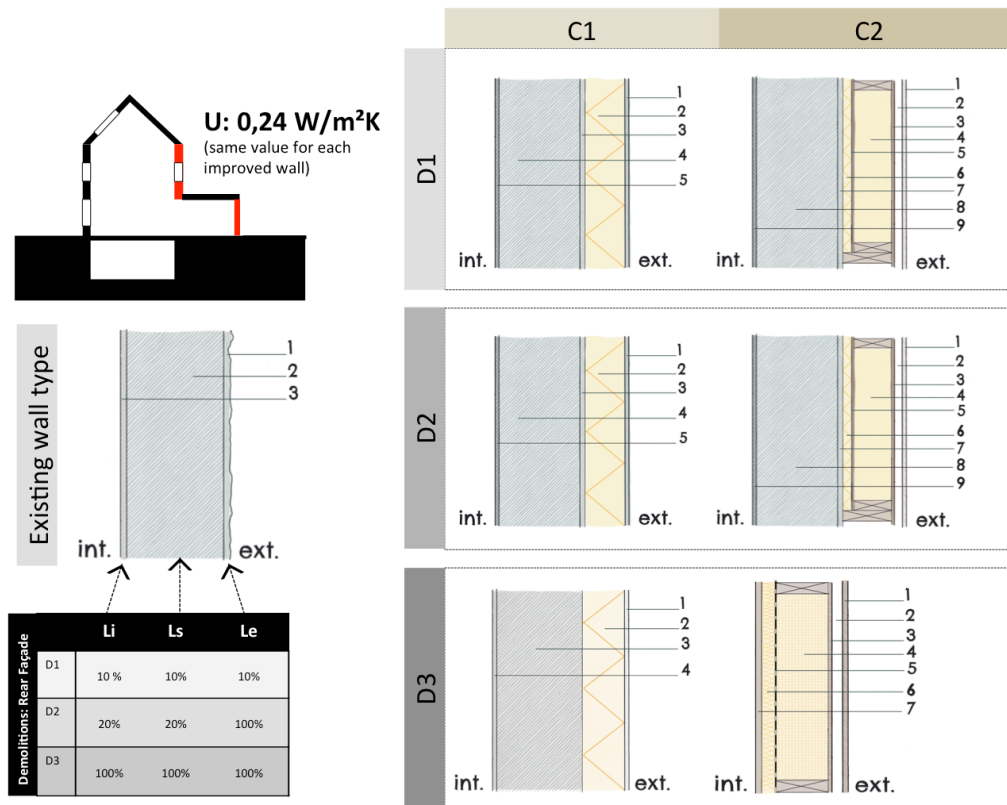 C1 C2
U: 0,24 W/m²K
(same value for each
improved wall)
D1
1
2
3
4
5
int. ext.
1
2
3
4
5
6
7
8
9
int. ext.
Existing wall type
1
2
3
int. ext.
D2
1
2
3
4
5
int. ext.
1
2
3
4
5
6
7
8
9
int. ext.
Demolitions: Rear Façade
Li Ls Le
D1 10 % 10% 10%
D2 20% 20% 100%
D3 100% 100% 100%
D3
1
2
3
4
int. ext.
1
2
3
4
5
6
7
int. ext.